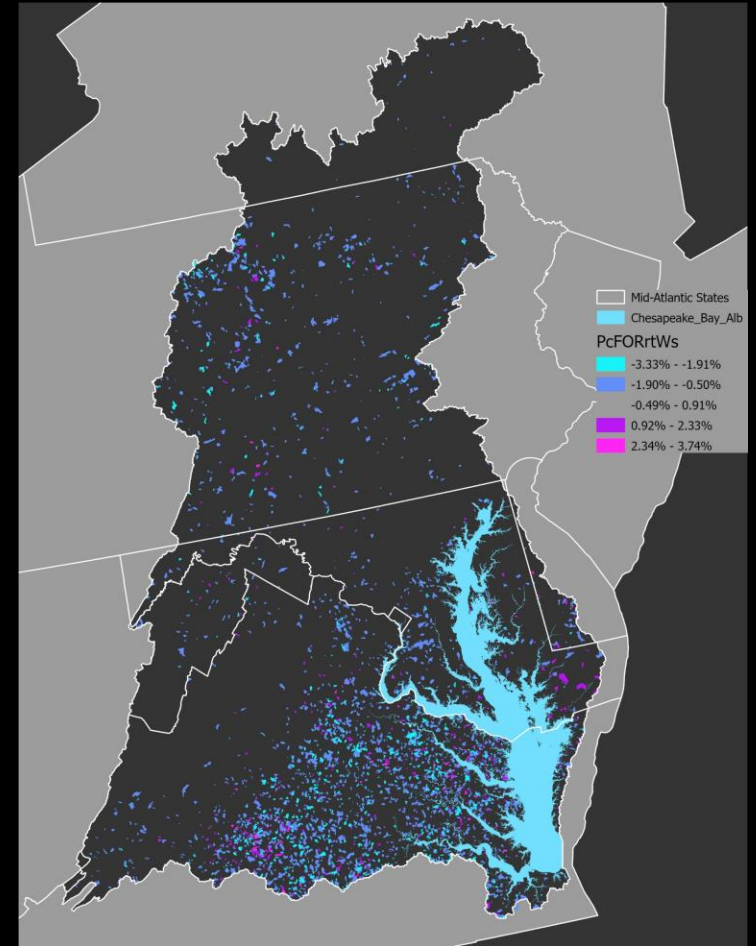 Mid-Atlantic States
Chesapeake_Bay_Alb
PcFORrtWs
-3.33% - -1.91%
-1.90% - -0.50%
-0.49% - 0.91%
0.92% - 2.33%
2.34% - 3.74%